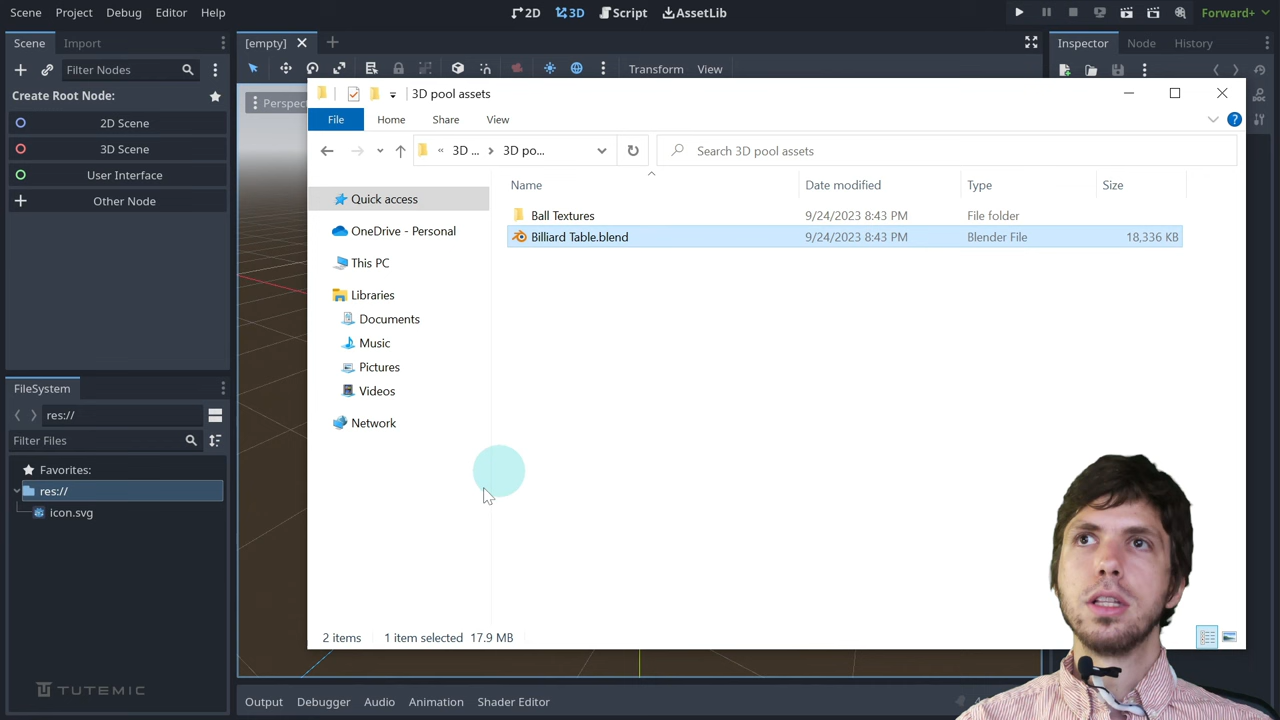 Scene Project Debug Editor Help
2D 3D Script AssetLib
Forward+
Scene Import
[empty]
Inspector Node History
Filter Nodes
Transform View
Create Root Node:
2D Scene
3D Scene
User Interface
Other Node
Perspect
3D pool assets
File Home Share View
« 3D ... 3D po...
Search 3D pool assets
Name Date modified Type Size
Ball Textures 9/24/2023 8:43 PM File folder
Billiard Table.blend 9/24/2023 8:43 PM Blender File 18,336 KB
Quick access
OneDrive - Personal
This PC
Libraries
Documents
Music
Pictures
Videos
Network
2 items 1 item selected 17.9 MB
FileSystem
res://
Filter Files
Favorites:
res://
icon.svg
TUTEMIC
Output Debugger Audio Animation Shader Editor